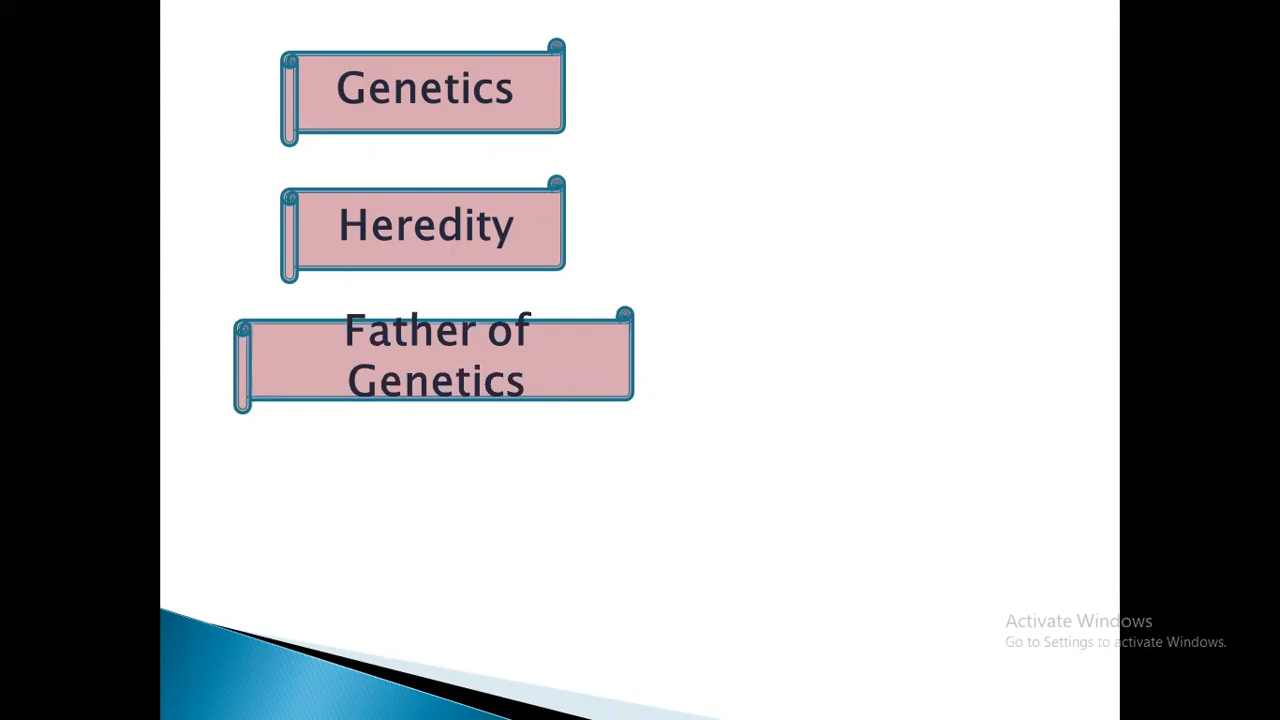 Genetics
Heredity
Father of
Genetics
Activate Windows
Go to Settings to activate Windows.